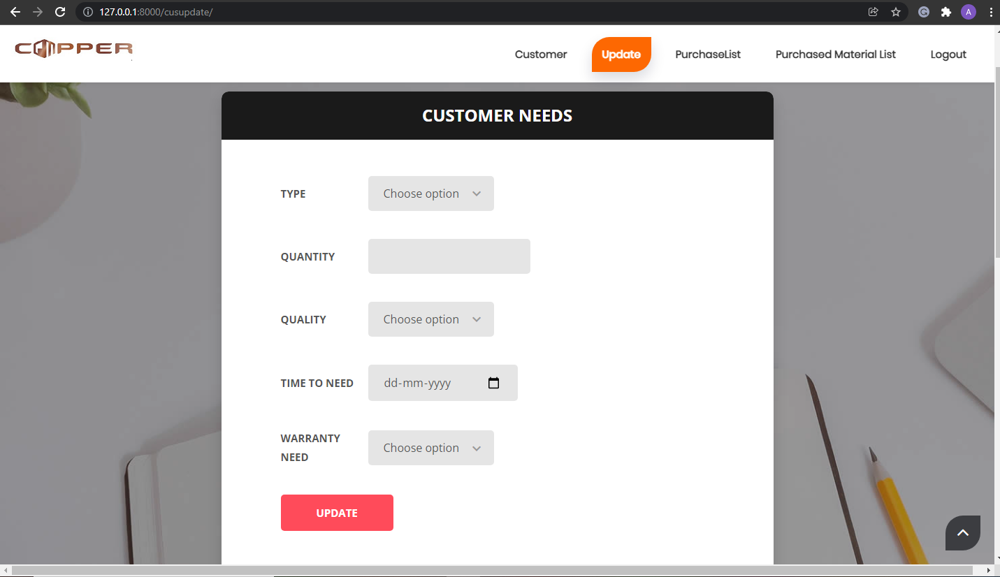 127.0.0.1:8000/cusupdate/
A
COPPER
Customer
Update
PurchaseList
Purchased Material List
Logout
CUSTOMER NEEDS
TYPE
Choose option
QUANTITY
QUALITY
Choose option
TIME TO NEED
dd-mm-yyyy
WARRANTY
NEED
Choose option
UPDATE